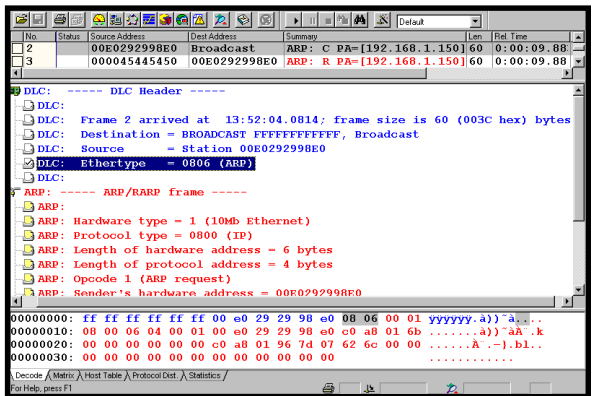 Default
No. Status Source Address Dest Address Summary Len Rel. Time
2 00E0292998E0 Broadcast ARP: C PA=[192.168.1.150] 60 0:00:09.88
3 000045445450 00E0292998E0 ARP: R PA=[192.168.1.150] 60 0:00:09.88
DLC: ----- DLC Header -----
DLC:
DLC: Frame 2 arrived at 13:52:04.0814; frame size is 60 (003C hex) bytes
DLC: Destination = BROADCAST FFFFFFFFFFFF, Broadcast
DLC: Source = Station 00E0292998E0
DLC: Ethertype = 0806 (ARP)
DLC:
ARP: ----- ARP/RARP frame -----
ARP:
ARP: Hardware type = 1 (10Mb Ethernet)
ARP: Protocol type = 0800 (IP)
ARP: Length of hardware address = 6 bytes
ARP: Length of protocol address = 4 bytes
ARP: Opcode 1 (ARP request)
ARP: Sender's hardware address = 00E0292998E0
00000000: ff ff ff ff ff ff 00 e0 29 29 98 e0 08 06 00 01 ÿÿÿÿÿÿ.à))˜à....
00000010: 08 00 06 04 00 01 00 e0 29 29 98 e0 c0 a8 01 6b .......à))˜àÀ¨.k
00000020: 00 00 00 00 00 00 c0 a8 01 96 7d 07 62 6c 00 00 ......À¨.–}.bl..
00000030: 00 00 00 00 00 00 00 00 00 00 00 00 ............
Decode Matrix Host Table Protocol Dist. Statistics
For Help, press F1